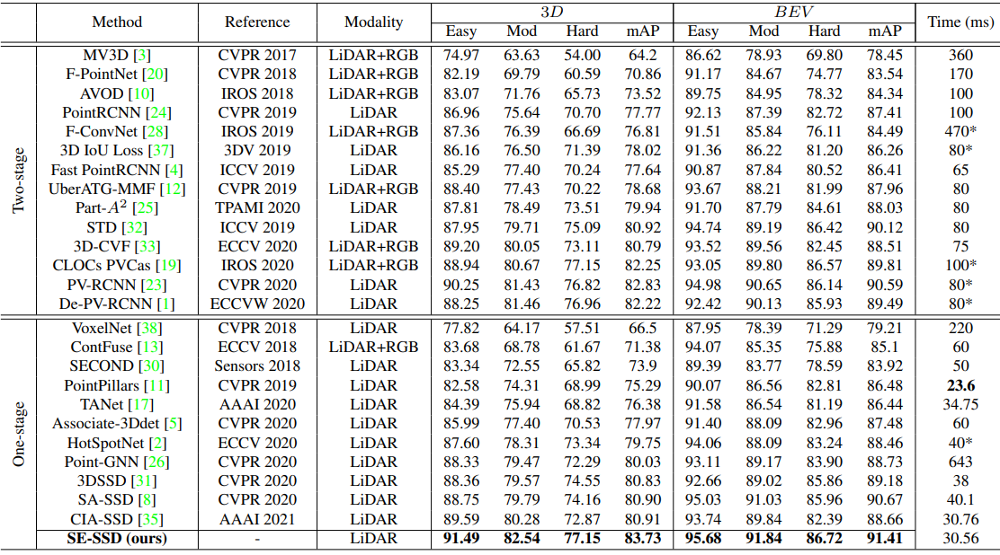 Method Reference Modality 3D BEV Time (ms)
Easy Mod Hard mAP Easy Mod Hard mAP
Two-stage
MV3D [3] CVPR 2017 LiDAR+RGB 74.97 63.63 54.00 64.2 86.62 78.93 69.80 78.45 360
F-PointNet [20] CVPR 2018 LiDAR+RGB 82.19 69.79 60.59 70.86 91.17 84.67 74.77 83.54 170
AVOD [10] IROS 2018 LiDAR+RGB 83.07 71.76 65.73 73.52 89.75 84.95 78.32 84.34 100
PointRCNN [24] CVPR 2019 LiDAR 86.96 75.64 70.70 77.77 92.13 87.39 82.72 87.41 100
F-ConvNet [28] IROS 2019 LiDAR+RGB 87.36 76.39 66.69 76.81 91.51 85.84 76.11 84.49 470*
3D IoU Loss [37] 3DV 2019 LiDAR 86.16 76.50 71.39 78.02 91.36 86.22 81.20 86.26 80*
Fast PointRCNN [4] ICCV 2019 LiDAR 85.29 77.40 70.24 77.64 90.87 87.84 80.52 86.41 65
UberATG-MMF [12] CVPR 2019 LiDAR+RGB 88.40 77.43 70.22 78.68 93.67 88.21 81.99 87.96 80
Part-A² [25] TPAMI 2020 LiDAR 87.81 78.49 73.51 79.94 91.70 87.79 84.61 88.03 80
STD [32] ICCV 2019 LiDAR 87.95 79.71 75.09 80.92 94.74 89.19 86.42 90.12 80
3D-CVF [33] ECCV 2020 LiDAR+RGB 89.20 80.05 73.11 80.79 93.52 89.56 82.45 88.51 75
CLOCs PVCas [19] IROS 2020 LiDAR+RGB 88.94 80.67 77.15 82.25 93.05 89.80 86.57 89.81 100*
PV-RCNN [23] CVPR 2020 LiDAR 90.25 81.43 76.82 82.83 94.98 90.65 86.14 90.59 80*
De-PV-RCNN [1] ECCVW 2020 LiDAR 88.25 81.46 76.96 82.22 92.42 90.13 85.93 89.49 80*
One-stage
VoxelNet [38] CVPR 2018 LiDAR 77.82 64.17 57.51 66.5 87.95 78.39 71.29 79.21 220
ContFuse [13] ECCV 2018 LiDAR+RGB 83.68 68.78 61.67 71.38 94.07 85.35 75.88 85.1 60
SECOND [30] Sensors 2018 LiDAR 83.34 72.55 65.82 73.9 89.39 83.77 78.59 83.92 50
PointPillars [11] CVPR 2019 LiDAR 82.58 74.31 68.99 75.29 90.07 86.56 82.81 86.48 23.6
TANet [17] AAAI 2020 LiDAR 84.39 75.94 68.82 76.38 91.58 86.54 81.19 86.44 34.75
Associate-3Ddet [5] CVPR 2020 LiDAR 85.99 77.40 70.53 77.97 91.40 88.09 82.96 87.48 60
HotSpotNet [2] ECCV 2020 LiDAR 87.60 78.31 73.34 79.75 94.06 88.09 83.24 88.46 40*
Point-GNN [26] CVPR 2020 LiDAR 88.33 79.47 72.29 80.03 93.11 89.17 83.90 88.73 643
3DSSD [31] CVPR 2020 LiDAR 88.36 79.57 74.55 80.83 92.66 89.02 85.86 89.18 38
SA-SSD [8] CVPR 2020 LiDAR 88.75 79.79 74.16 80.90 95.03 91.03 85.96 90.67 40.1
CIA-SSD [35] AAAI 2021 LiDAR 89.59 80.28 72.87 80.91 93.74 89.84 82.39 88.66 30.76
SE-SSD (ours) - LiDAR 91.49 82.54 77.15 83.73 95.68 91.84 86.72 91.41 30.56